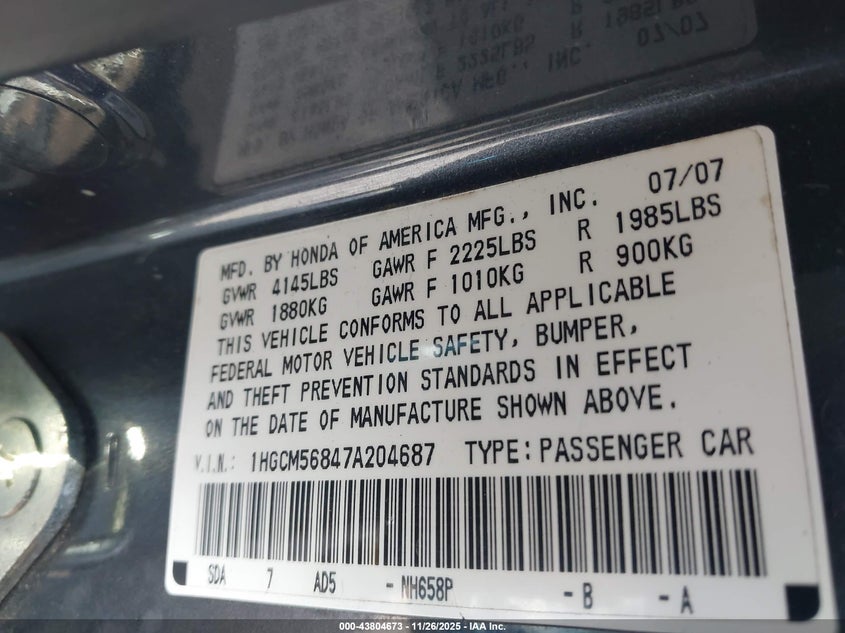 MFD. BY HONDA OF AMERICA MFG., INC. 07/07
GVWR 4145LBS GAWR F 2225LBS R 1985LBS
GVWR 1880KG GAWR F 1010KG R 900KG
THIS VEHICLE CONFORMS TO ALL APPLICABLE
FEDERAL MOTOR VEHICLE SAFETY, BUMPER,
AND THEFT PREVENTION STANDARDS IN EFFECT
ON THE DATE OF MANUFACTURE SHOWN ABOVE.
V.I.N.: 1HGCM56847A204687 TYPE: PASSENGER CAR
SDA 7 AD5 -NH658P -B -A
000-43804673 - 11/26/2025 - IAA Inc.